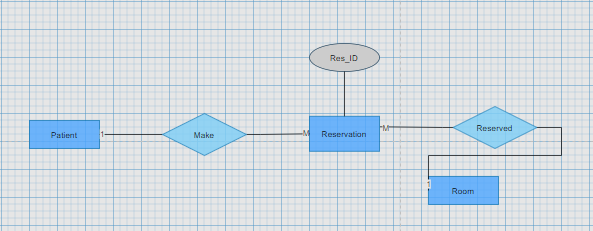 Res_ID
Patient
1
Make
M
Reservation
M
Reserved
1
Room